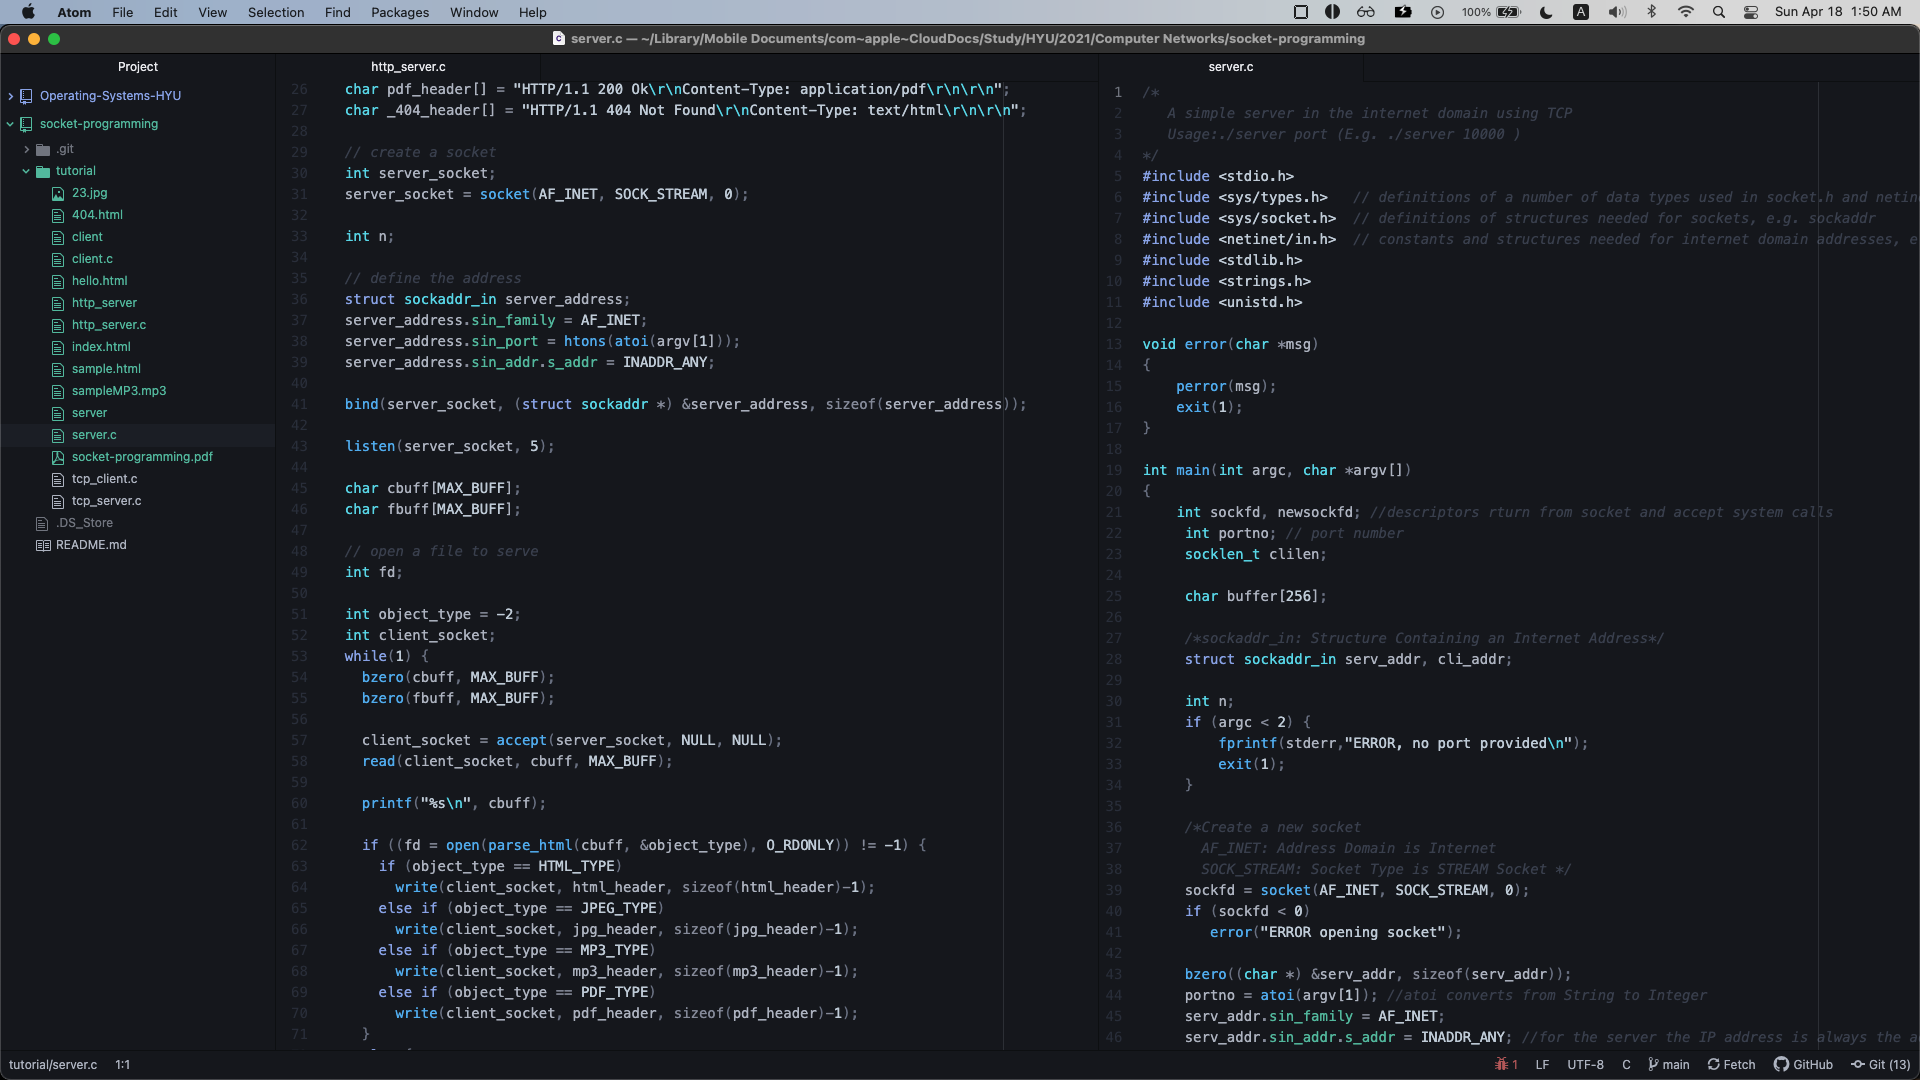 Atom File Edit View Selection Find Packages Window Help 100% A Sun Apr 18 1:50 AM
server.c — ~/Library/Mobile Documents/com~apple~CloudDocs/Study/HYU/2021/Computer Networks/socket-programming
Project
Operating-Systems-HYU
socket-programming
.git
tutorial
23.jpg
404.html
client
client.c
hello.html
http_server
http_server.c
index.html
sample.html
sampleMP3.mp3
server
server.c
socket-programming.pdf
tcp_client.c
tcp_server.c
.DS_Store
README.md
http_server.c
26 char pdf_header[] = "HTTP/1.1 200 Ok\r\nContent-Type: application/pdf\r\n\r\n";
27 char _404_header[] = "HTTP/1.1 404 Not Found\r\nContent-Type: text/html\r\n\r\n";
28
29 // create a socket
30 int server_socket;
31 server_socket = socket(AF_INET, SOCK_STREAM, 0);
32
33 int n;
34
35 // define the address
36 struct sockaddr_in server_address;
37 server_address.sin_family = AF_INET;
38 server_address.sin_port = htons(atoi(argv[1]));
39 server_address.sin_addr.s_addr = INADDR_ANY;
40
41 bind(server_socket, (struct sockaddr *) &server_address, sizeof(server_address));
42
43 listen(server_socket, 5);
44
45 char cbuff[MAX_BUFF];
46 char fbuff[MAX_BUFF];
47
48 // open a file to serve
49 int fd;
50
51 int object_type = -2;
52 int client_socket;
53 while(1) {
54 bzero(cbuff, MAX_BUFF);
55 bzero(fbuff, MAX_BUFF);
56
57 client_socket = accept(server_socket, NULL, NULL);
58 read(client_socket, cbuff, MAX_BUFF);
59
60 printf("%s\n", cbuff);
61
62 if ((fd = open(parse_html(cbuff, &object_type), O_RDONLY)) != -1) {
63 if (object_type == HTML_TYPE)
64 write(client_socket, html_header, sizeof(html_header)-1);
65 else if (object_type == JPEG_TYPE)
66 write(client_socket, jpg_header, sizeof(jpg_header)-1);
67 else if (object_type == MP3_TYPE)
68 write(client_socket, mp3_header, sizeof(mp3_header)-1);
69 else if (object_type == PDF_TYPE)
70 write(client_socket, pdf_header, sizeof(pdf_header)-1);
71 }
server.c
1 /*
2 A simple server in the internet domain using TCP
3 Usage:./server port (E.g. ./server 10000 )
4 */
5 #include <stdio.h>
6 #include <sys/types.h> // definitions of a number of data types used in socket.h and netin
7 #include <sys/socket.h> // definitions of structures needed for sockets, e.g. sockaddr
8 #include <netinet/in.h> // constants and structures needed for internet domain addresses, e
9 #include <stdlib.h>
10 #include <strings.h>
11 #include <unistd.h>
12
13 void error(char *msg)
14 {
15 perror(msg);
16 exit(1);
17 }
18
19 int main(int argc, char *argv[])
20 {
21 int sockfd, newsockfd; //descriptors rturn from socket and accept system calls
22 int portno; // port number
23 socklen_t clilen;
24
25 char buffer[256];
26
27 /*sockaddr_in: Structure Containing an Internet Address*/
28 struct sockaddr_in serv_addr, cli_addr;
29
30 int n;
31 if (argc < 2) {
32 fprintf(stderr,"ERROR, no port provided\n");
33 exit(1);
34 }
35
36 /*Create a new socket
37 AF_INET: Address Domain is Internet
38 SOCK_STREAM: Socket Type is STREAM Socket */
39 sockfd = socket(AF_INET, SOCK_STREAM, 0);
40 if (sockfd < 0)
41 error("ERROR opening socket");
42
43 bzero((char *) &serv_addr, sizeof(serv_addr));
44 portno = atoi(argv[1]); //atoi converts from String to Integer
45 serv_addr.sin_family = AF_INET;
46 serv_addr.sin_addr.s_addr = INADDR_ANY; //for the server the IP address is always the a
tutorial/server.c 1:1 1 LF UTF-8 C main Fetch GitHub Git (13)